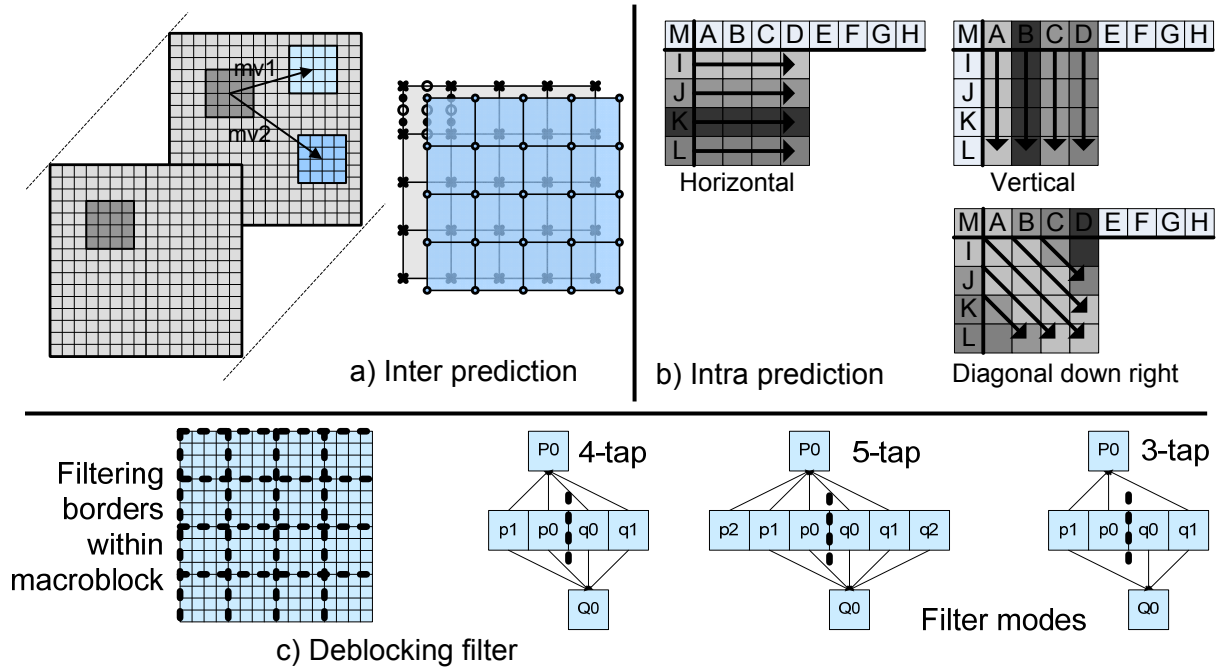 mv1
mv2
a) Inter prediction
M A B C D E F G H
I
J
K
L
Horizontal
M A B C D E F G H
I
J
K
L
Vertical
M A B C D E F G H
I
J
K
L
Diagonal down right
b) Intra prediction
Filtering
borders
within
macroblock
P0 4-tap
p1 p0 q0 q1
Q0
P0 5-tap
p2 p1 p0 q0 q1 q2
Q0
P0 3-tap
p1 p0 q0 q1
Q0
Filter modes
c) Deblocking filter